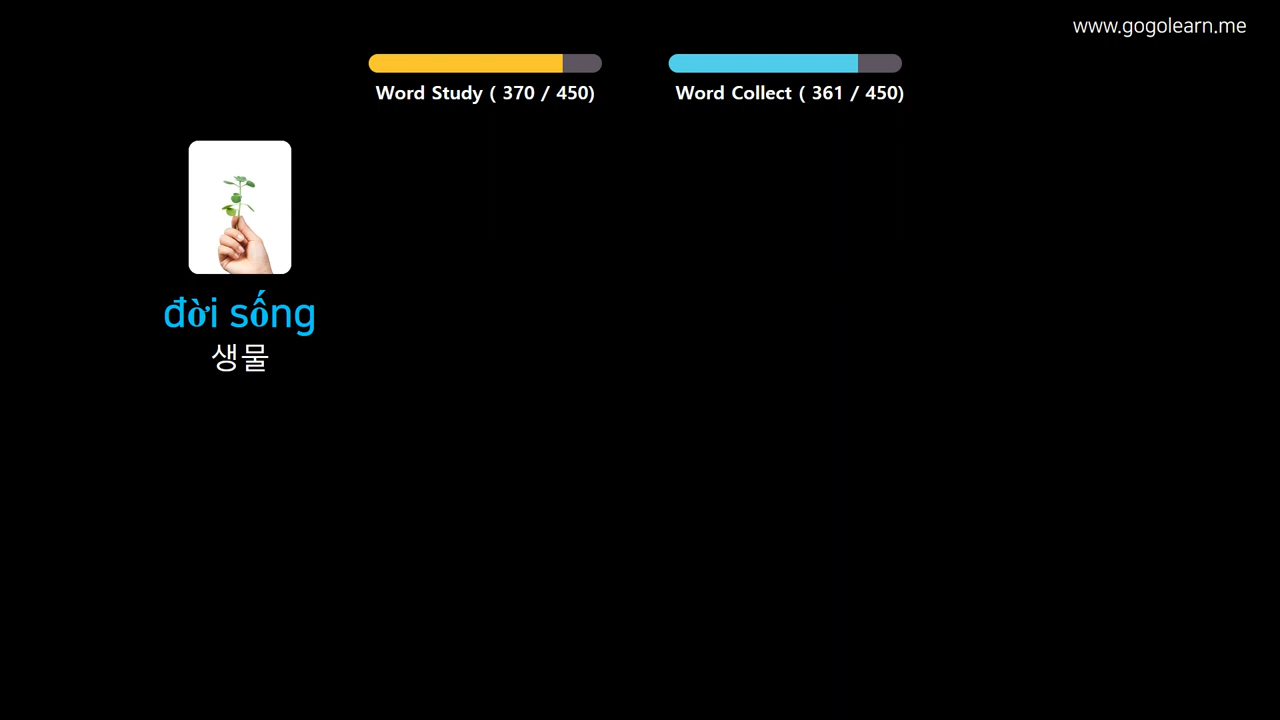 www.gogolearn.me
Word Study ( 370 / 450)
Word Collect ( 361 / 450)
đời sống
생물